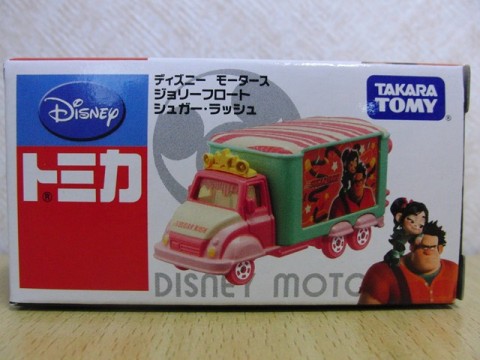 Disney
トミカ
®
ディズニー モータース
ジョリーフロート
シュガー・ラッシュ
TAKARA
TOMY
DISNEY MOTO